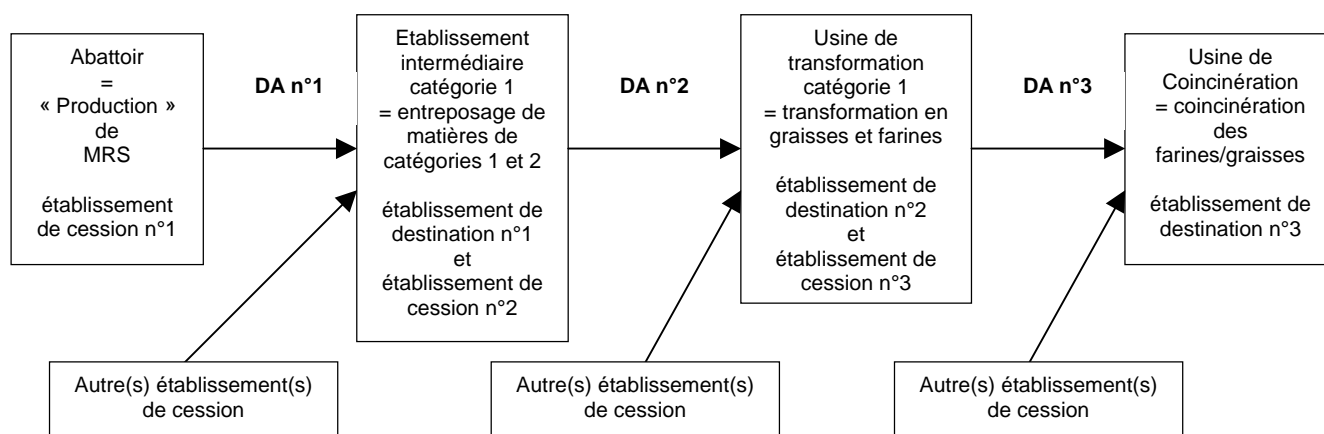 Abattoir
=
« Production »
de
MRS
établissement
de cession n°1
DA n°1
Etablissement
intermédiaire
catégorie 1
= entreposage de
matières de
catégories 1 et 2
établissement de
destination n°1
et
établissement de
cession n°2
DA n°2
Usine de
transformation
catégorie 1
= transformation en
graisses et farines
établissement de
destination n°2
et
établissement de
cession n°3
DA n°3
Usine de
Coincinération
= coincinération
des
farines/graisses
établissement de
destination n°3
Autre(s) établissement(s)
de cession
Autre(s) établissement(s)
de cession
Autre(s) établissement(s)
de cession